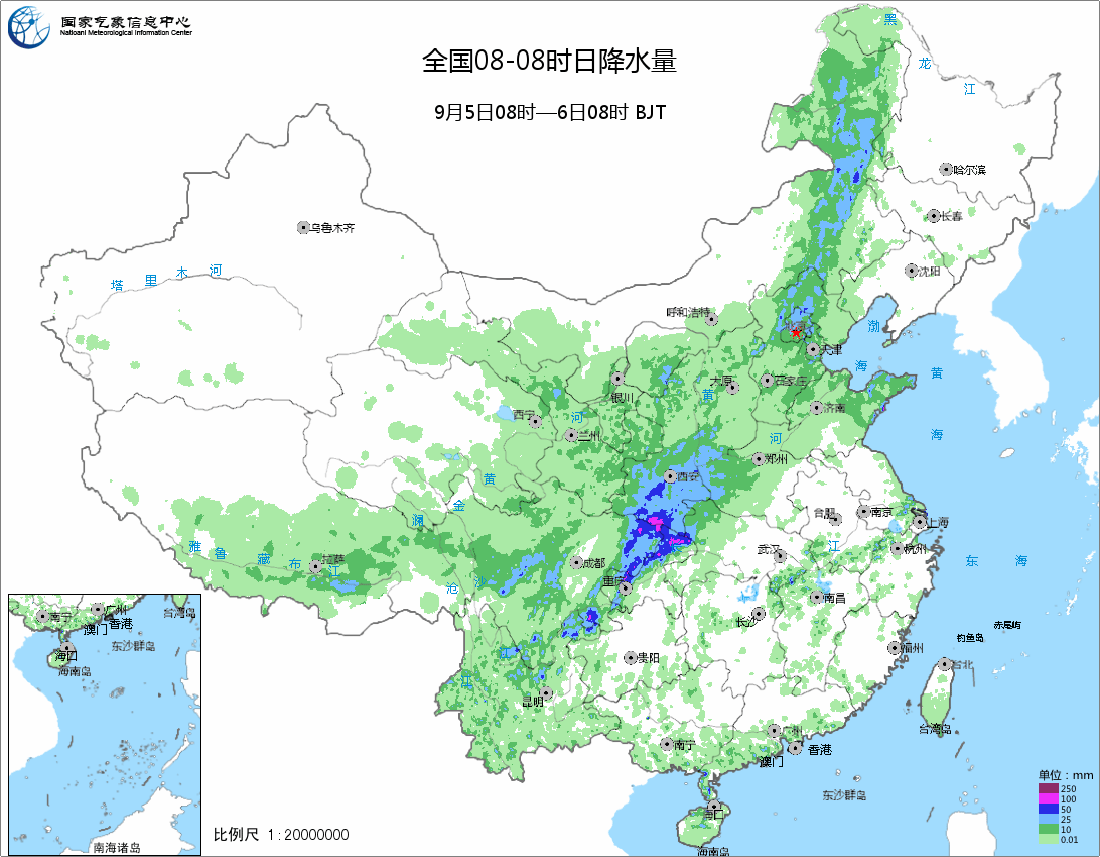 国家气象信息中心
Naitioanl Meteorological Information Center
全国08-08时日降水量
9月5日08时—6日08时 BJT
黑
龙
江
哈尔滨
长春
乌鲁木齐
沈阳
塔 里 木 河
呼和浩特
北京
渤
天津
海
黄
太原
石家庄
银川
黄
济南
西宁
河
兰州
河
海
郑州
黄
西安
金
澜
合肥
南京
上海
雅 鲁 藏 布 江
拉萨
成都
武汉
江
杭州
东 海
沧
沙
重庆
南昌
长沙
赤尾屿
钓鱼岛
江
贵阳
福州
台北
江
昆明
台湾岛
南宁
广州
香港
澳门
海口
海南岛
东沙群岛
南宁
广州
台湾岛
澳门
香港
海口
东沙群岛
海南岛
南海诸岛
比例尺 1:20000000
单位：mm
250
100
50
25
10
0.01